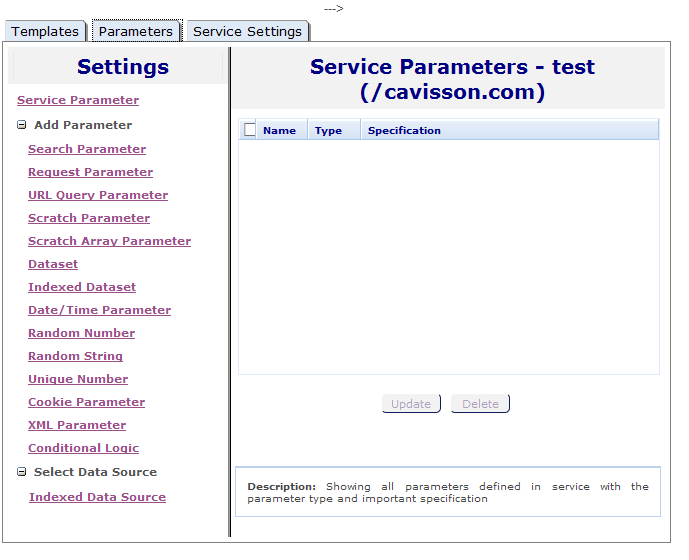 --->
Templates Parameters Service Settings
Settings
Service Parameter
Add Parameter
Search Parameter
Request Parameter
URL Query Parameter
Scratch Parameter
Scratch Array Parameter
Dataset
Indexed Dataset
Date/Time Parameter
Random Number
Random String
Unique Number
Cookie Parameter
XML Parameter
Conditional Logic
Select Data Source
Indexed Data Source
Service Parameters - test
(/cavisson.com)
Name Type Specification
Update Delete
Description: Showing all parameters defined in service with the
parameter type and important specification